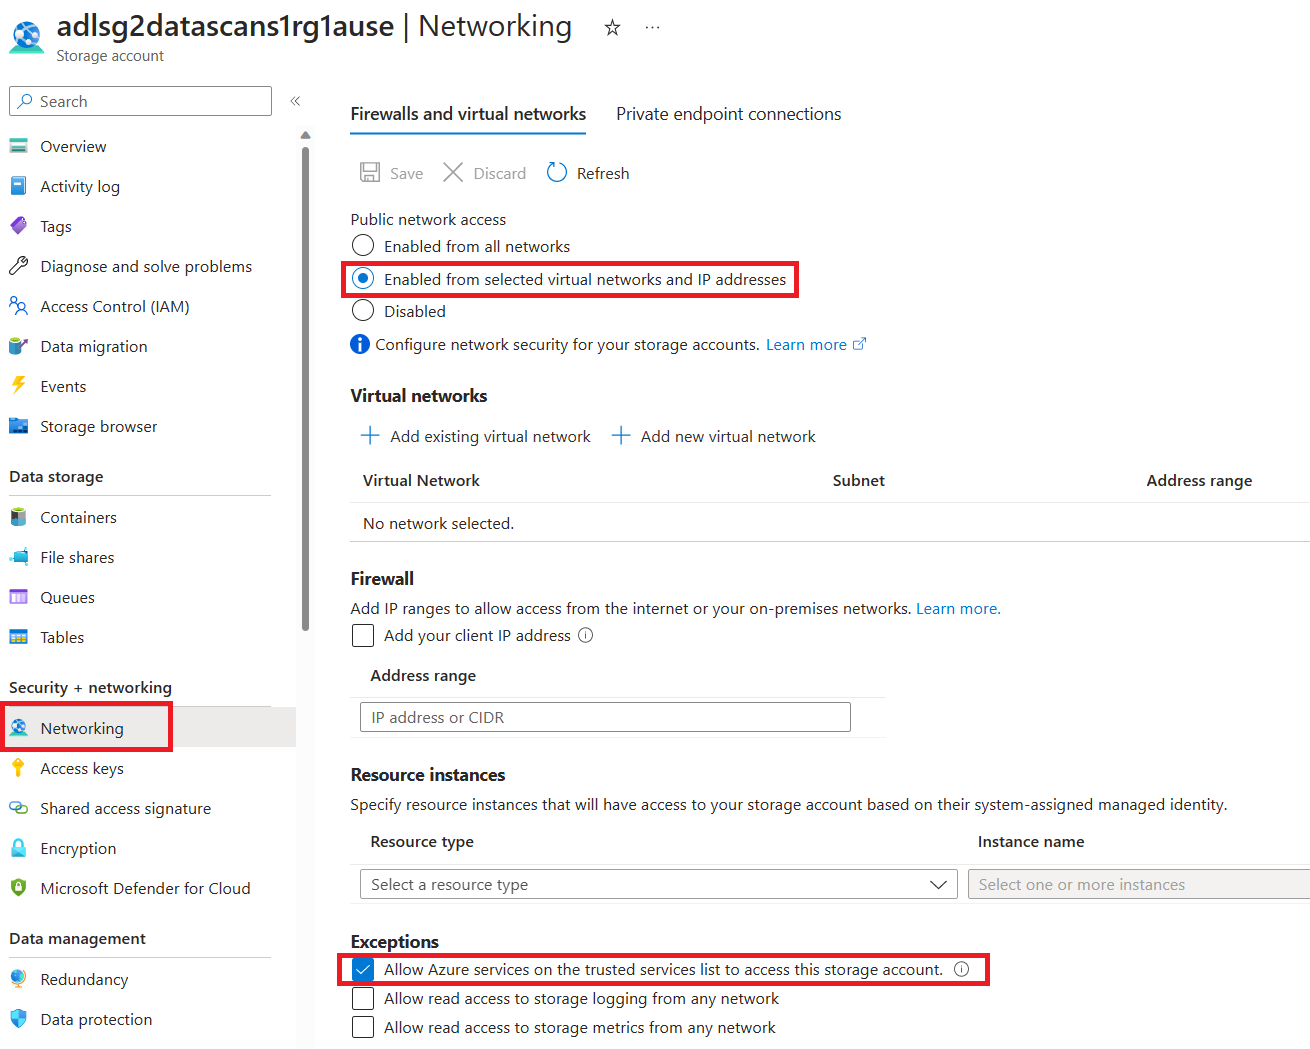 adlsg2datascans1rg1ause | Networking
Storage account
Search
Overview
Activity log
Tags
Diagnose and solve problems
Access Control (IAM)
Data migration
Events
Storage browser
Data storage
Containers
File shares
Queues
Tables
Security + networking
Networking
Access keys
Shared access signature
Encryption
Microsoft Defender for Cloud
Data management
Redundancy
Data protection
Firewalls and virtual networks Private endpoint connections
Save Discard Refresh
Public network access
Enabled from all networks
Enabled from selected virtual networks and IP addresses
Disabled
Configure network security for your storage accounts. Learn more
Virtual networks
+ Add existing virtual network + Add new virtual network
Virtual Network Subnet Address range
No network selected.
Firewall
Add IP ranges to allow access from the internet or your on-premises networks. Learn more.
Add your client IP address
Address range
IP address or CIDR
Resource instances
Specify resource instances that will have access to your storage account based on their system-assigned managed identity.
Resource type Instance name
Select a resource type Select one or more instances
Exceptions
Allow Azure services on the trusted services list to access this storage account.
Allow read access to storage logging from any network
Allow read access to storage metrics from any network